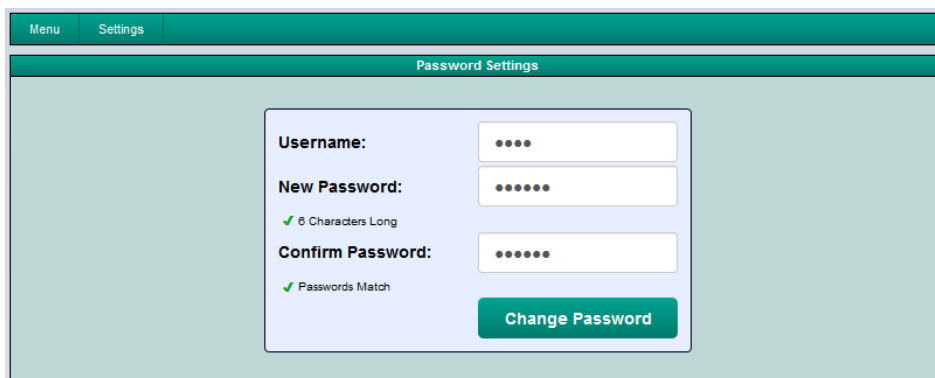 Menu Settings
Password Settings
Username: ●●●●
New Password: ●●●●●●
✓ 6 Characters Long
Confirm Password: ●●●●●●
✓ Passwords Match
Change Password